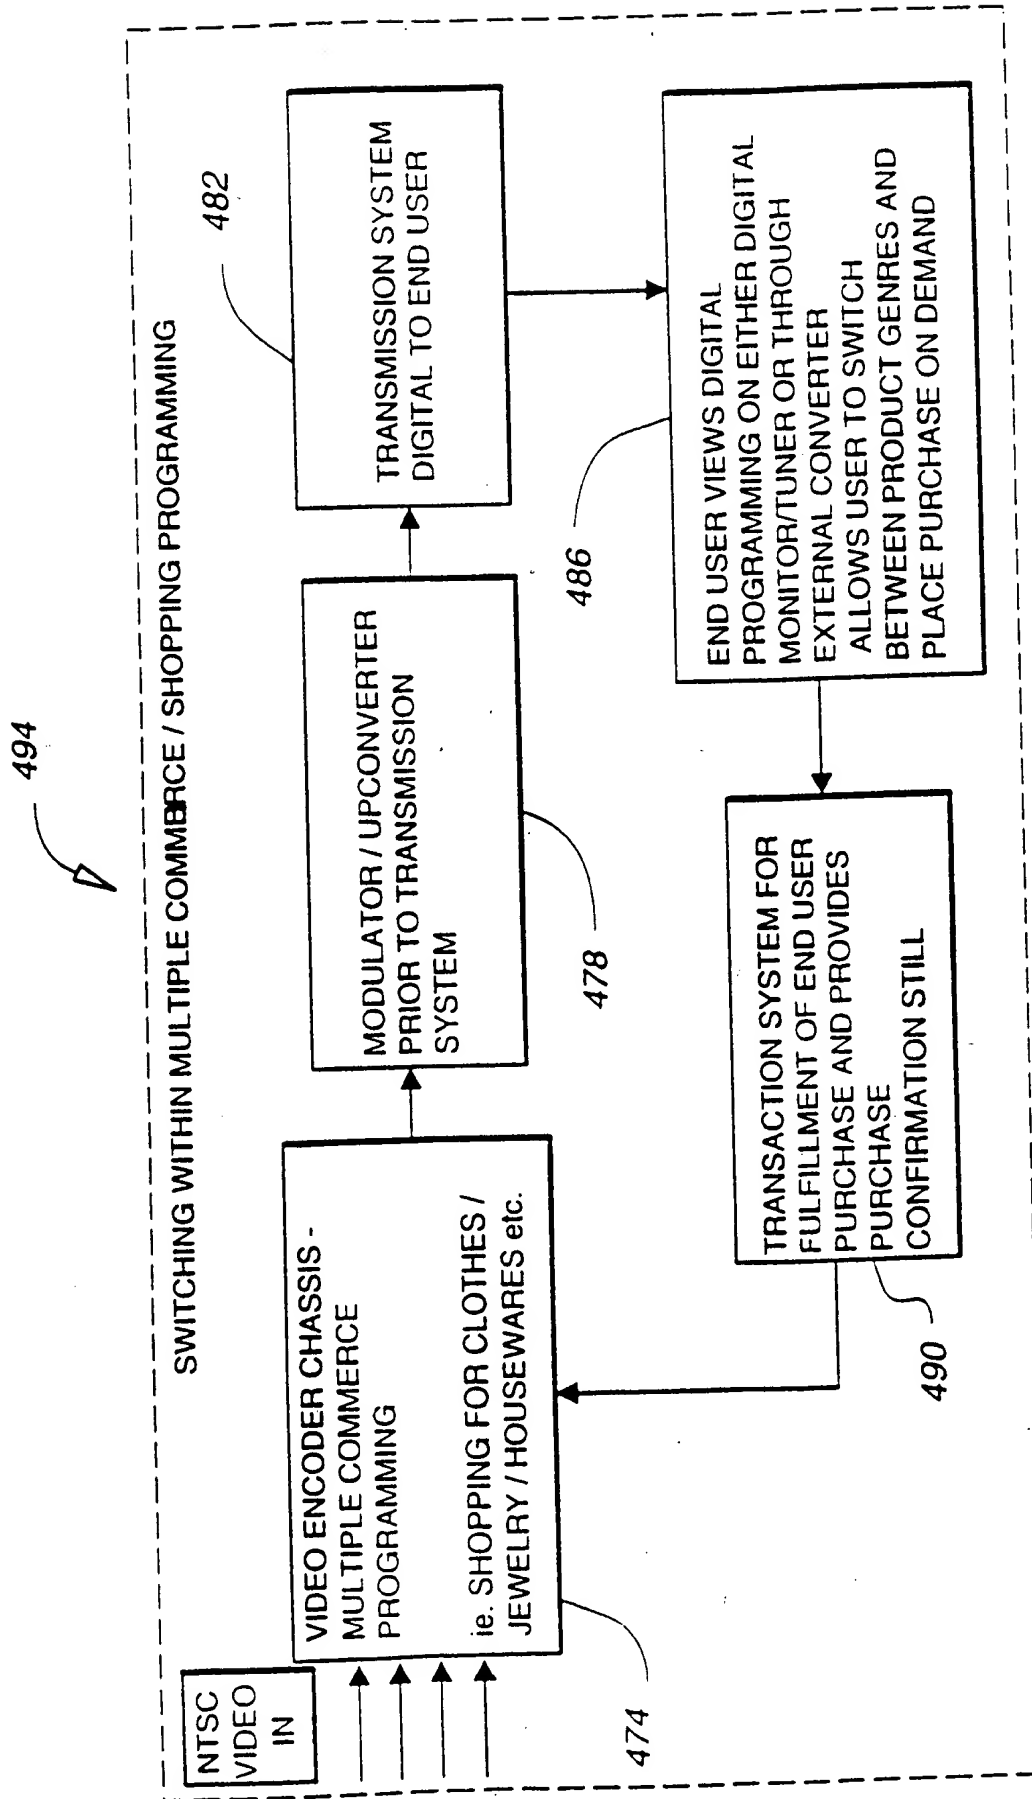 494
SWITCHING WITHIN MULTIPLE COMMERCE / SHOPPING PROGRAMMING
NTSC
VIDEO
IN
VIDEO ENCODER CHASSIS -
MULTIPLE COMMERCE
PROGRAMMING
ie. SHOPPING FOR CLOTHES /
JEWELRY / HOUSEWARES etc.
474
MODULATOR / UPCONVERTER
PRIOR TO TRANSMISSION
SYSTEM
478
TRANSMISSION SYSTEM
DIGITAL TO END USER
482
END USER VIEWS DIGITAL
PROGRAMMING ON EITHER DIGITAL
MONITOR/TUNER OR THROUGH
EXTERNAL CONVERTER
ALLOWS USER TO SWITCH
BETWEEN PRODUCT GENRES AND
PLACE PURCHASE ON DEMAND
486
TRANSACTION SYSTEM FOR
FULFILLMENT OF END USER
PURCHASE AND PROVIDES
PURCHASE
CONFIRMATION STILL
490